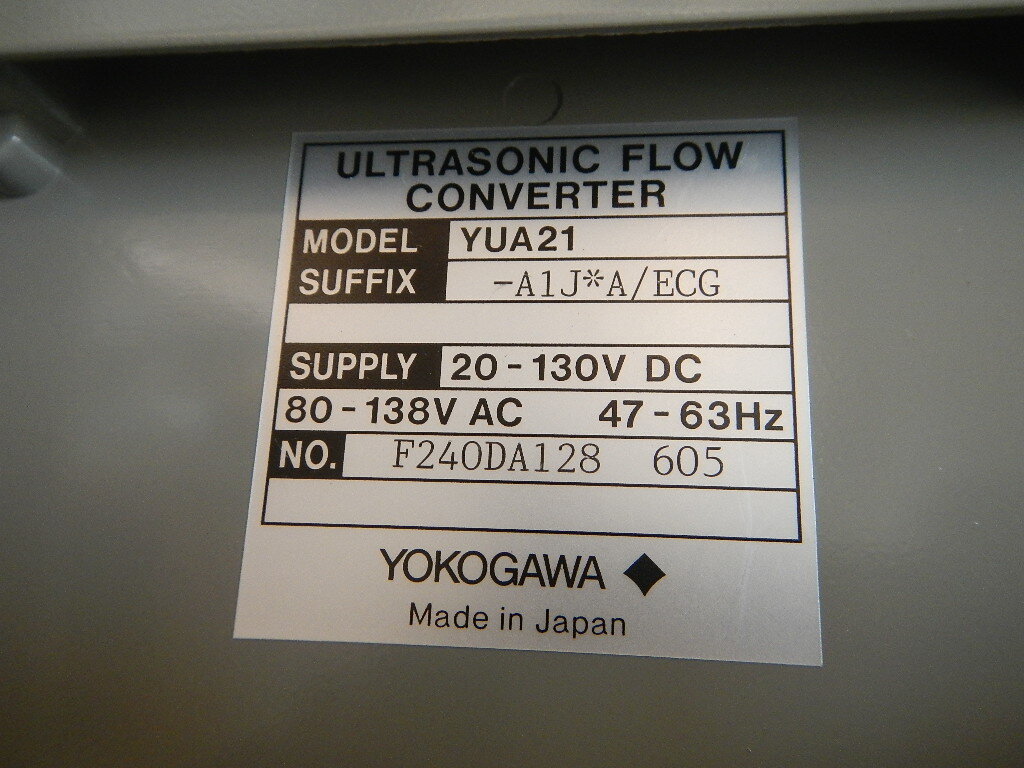 ULTRASONIC FLOW
CONVERTER
MODEL YUA21
SUFFIX -A1J*A/ECG
SUPPLY 20-130V DC
80-138V AC 47-63Hz
NO. F240DA128 605
YOKOGAWA
Made in Japan